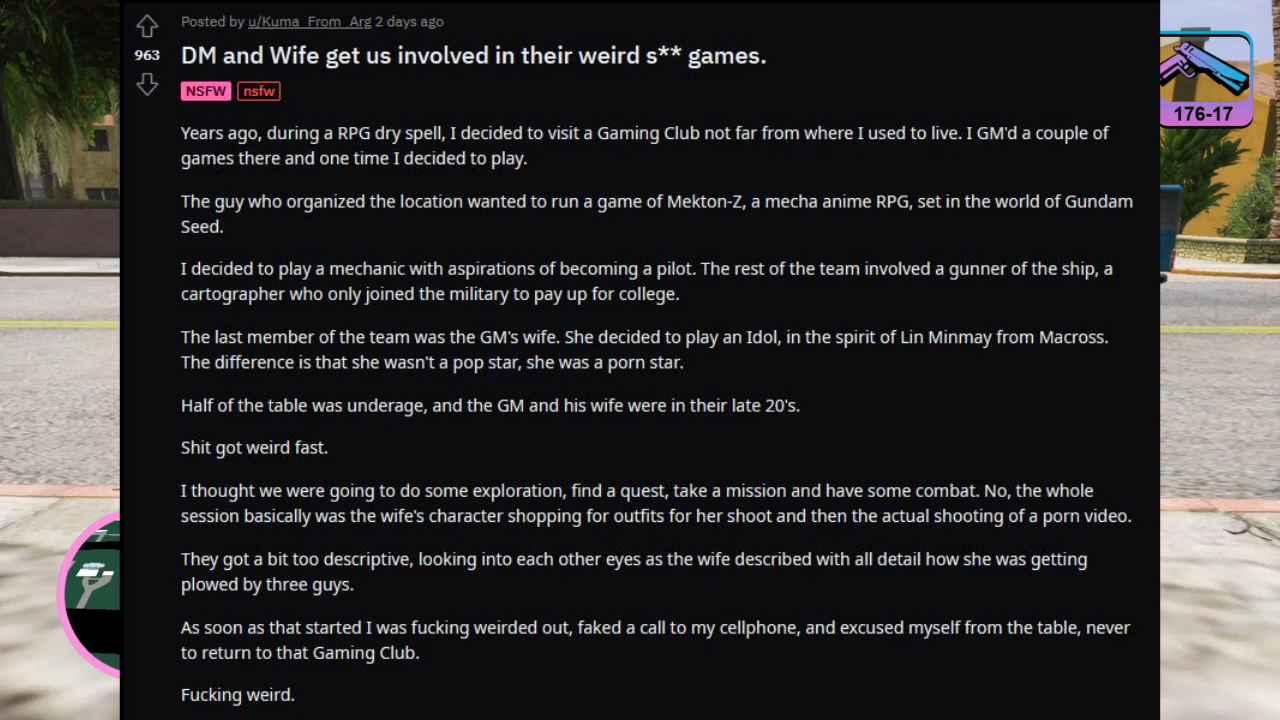 Posted by u/Kuma_From_Arg 2 days ago
963
DM and Wife get us involved in their weird s** games.
NSFW nsfw
176-17
Years ago, during a RPG dry spell, I decided to visit a Gaming Club not far from where I used to live. I GM'd a couple of
games there and one time I decided to play.
The guy who organized the location wanted to run a game of Mekton-Z, a mecha anime RPG, set in the world of Gundam
Seed.
I decided to play a mechanic with aspirations of becoming a pilot. The rest of the team involved a gunner of the ship, a
cartographer who only joined the military to pay up for college.
The last member of the team was the GM's wife. She decided to play an Idol, in the spirit of Lin Minmay from Macross.
The difference is that she wasn't a pop star, she was a porn star.
Half of the table was underage, and the GM and his wife were in their late 20's.
Shit got weird fast.
I thought we were going to do some exploration, find a quest, take a mission and have some combat. No, the whole
session basically was the wife's character shopping for outfits for her shoot and then the actual shooting of a porn video.
They got a bit too descriptive, looking into each other eyes as the wife described with all detail how she was getting
plowed by three guys.
As soon as that started I was fucking weirded out, faked a call to my cellphone, and excused myself from the table, never
to return to that Gaming Club.
Fucking weird.